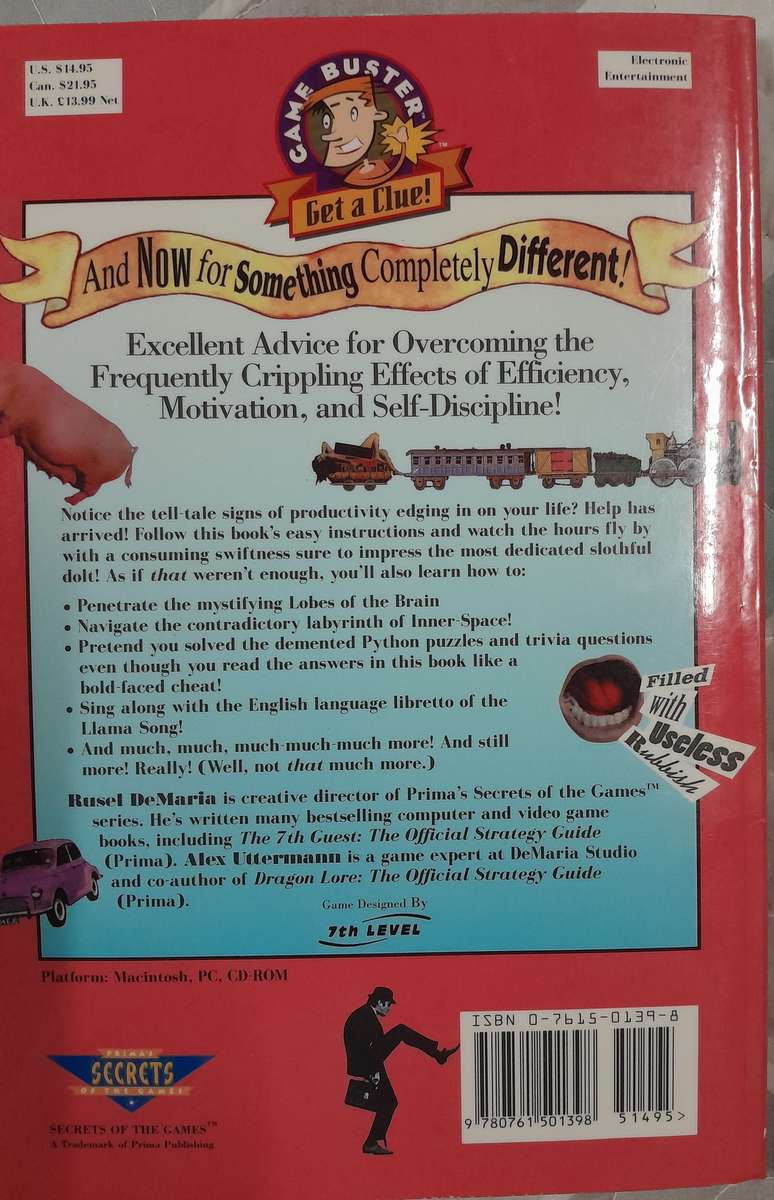 U.S. $14.95
Can. $21.95
U.K. £13.99 Net
Electronic
Entertainment
GAME BUSTER™
Get a Clue!
And NOW for Something Completely Different!
Excellent Advice for Overcoming the
Frequently Crippling Effects of Efficiency,
Motivation, and Self-Discipline!
Notice the tell-tale signs of productivity edging in on your life? Help has
arrived! Follow this book's easy instructions and watch the hours fly by
with a consuming swiftness sure to impress the most dedicated slothful
dolt! As if that weren't enough, you'll also learn how to:
• Penetrate the mystifying Lobes of the Brain
• Navigate the contradictory labyrinth of Inner-Space!
• Pretend you solved the demented Python puzzles and trivia questions
even though you read the answers in this book like a
bold-faced cheat!
• Sing along with the English language libretto of the
Llama Song!
• And much, much, much-much-much more! And still
more! Really! (Well, not that much more.)
Filled
with
Useless
Rubbish
Rusel DeMaria is creative director of Prima's Secrets of the Games™
series. He's written many bestselling computer and video game
books, including The 7th Guest: The Official Strategy Guide
(Prima). Alex Uttermann is a game expert at DeMaria Studio
and co-author of Dragon Lore: The Official Strategy Guide
(Prima).
Game Designed By
7th LEVEL
Platform: Macintosh, PC, CD-ROM
PRIMA'S
SECRETS
OF THE GAMES
SECRETS OF THE GAMES™
A Trademark of Prima Publishing
ISBN 0-7615-0139-8
9 780761 501398
51495>